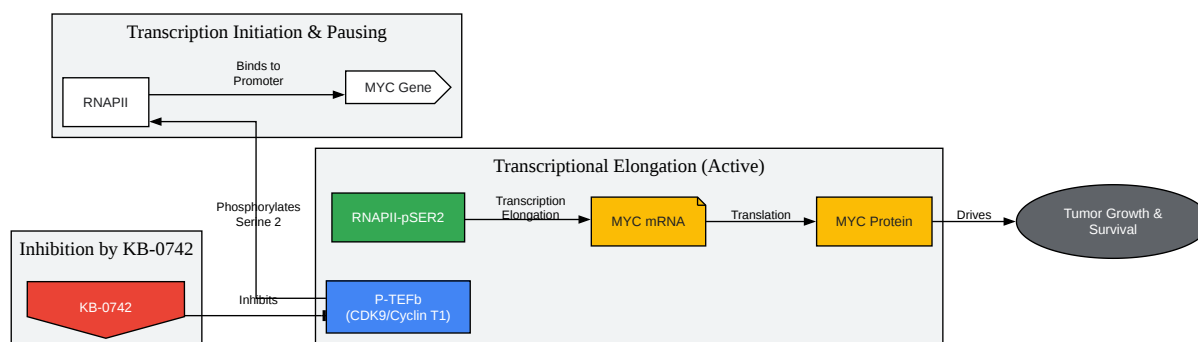 Transcription Initiation & Pausing
Binds to
Promoter
RNAPII
MYC Gene
Transcriptional Elongation (Active)
Phosphorylates
Serine 2
RNAPII-pSER2
Transcription
Elongation
MYC mRNA
Translation
MYC Protein
Drives
Tumor Growth &
Survival
Inhibition by KB-0742
KB-0742
Inhibits
P-TEFb
(CDK9/Cyclin T1)